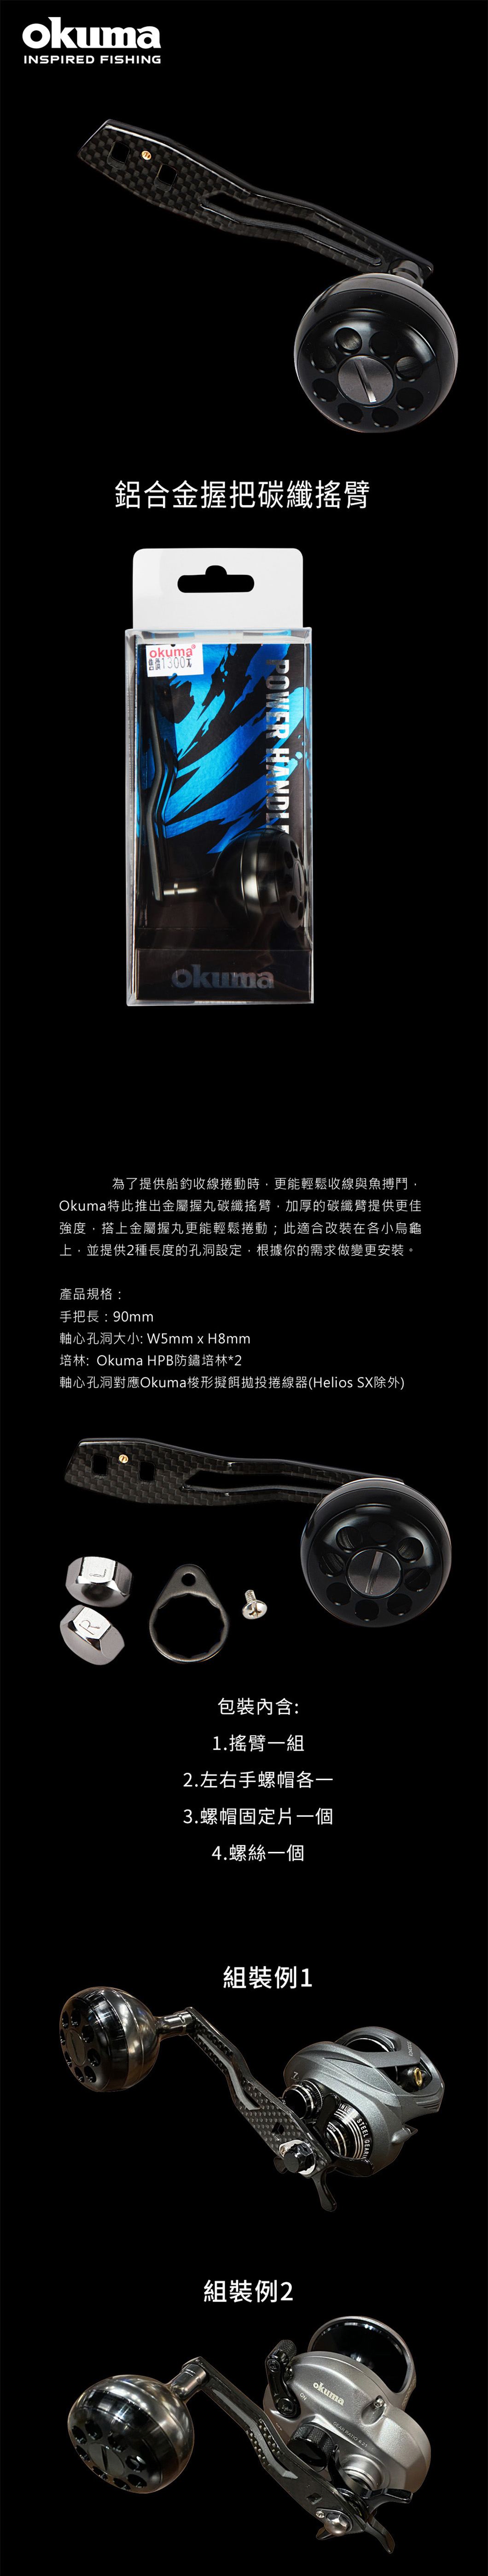 okuma
INSPIRED FISHING
鋁合金握把碳纖搖臂
okuma
1300
POWER HANDLE
okuma
為了提供船釣收線捲動時，更能輕鬆收線與魚搏鬥，
Okuma特此推出金屬握丸碳纖搖臂，加厚的碳纖臂提供更佳
強度，搭上金屬握丸更能輕鬆捲動；此適合改裝在各小烏龜
上，並提供2種長度的孔洞設定，根據你的需求做變更安裝。
產品規格：
手把長：90mm
軸心孔洞大小: W5mm x H8mm
培林: Okuma HPB防鏽培林*2
軸心孔洞對應Okuma梭形擬餌拋投捲線器(Helios SX除外)
L
R
包裝內含:
1.搖臂一組
2.左右手螺帽各一
3.螺帽固定片一個
4.螺絲一個
組裝例1
STEEL GEAR
組裝例2
okuma
ON
GEAR RATIO